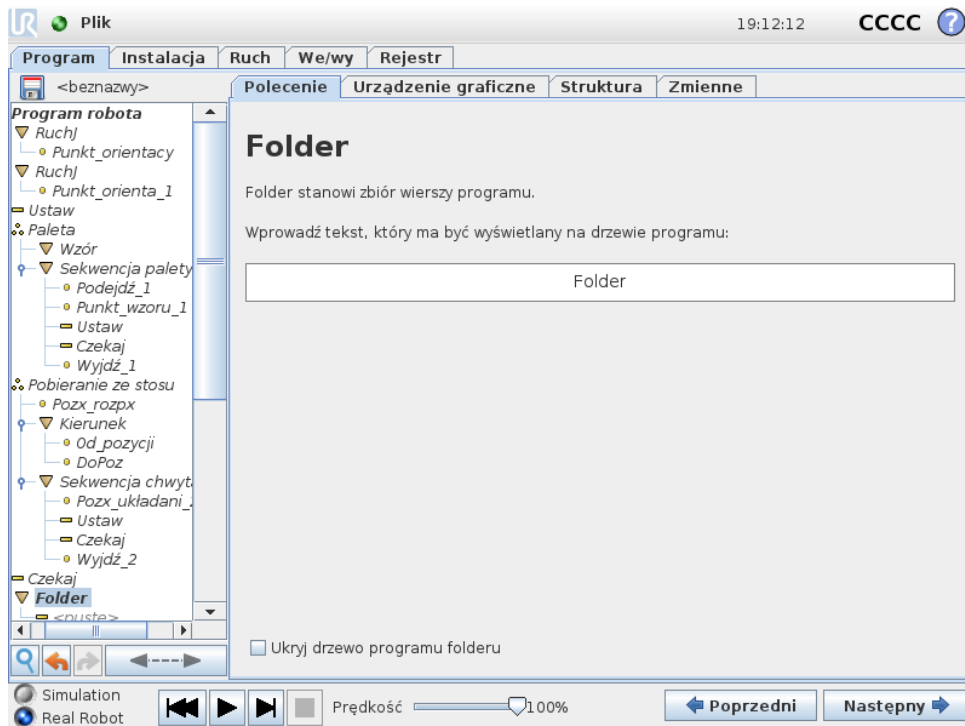 UR Plik 19:12:12 CCCC ?
Program Instalacja Ruch We/wy Rejestr
<beznazwy> Polecenie Urządzenie graficzne Struktura Zmienne
Program robota
RuchJ
Punkt_orientacy
RuchJ
Punkt_orienta_1
Ustaw
Paleta
Wzór
Sekwencja palety
Podejdź_1
Punkt_wzoru_1
Ustaw
Czekaj
Wyjdź_1
Pobieranie ze stosu
Pozx_rozpx
Kierunek
Od_pozycji
DoPoz
Sekwencja chwyt
Pozx_układani_2
Ustaw
Czekaj
Wyjdź_2
Czekaj
Folder
<puste>
Folder
Folder stanowi zbiór wierszy programu.
Wprowadź tekst, który ma być wyświetlany na drzewie programu:
Folder
Ukryj drzewo programu folderu
Simulation
Real Robot
Prędkość 100%
Poprzedni Następny